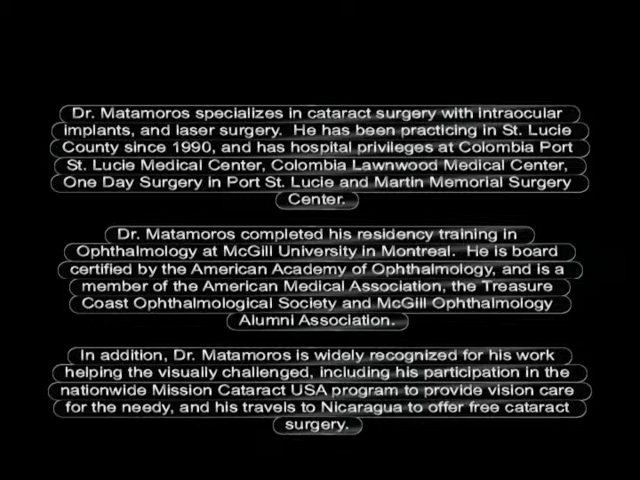 Dr. Matamoros specializes in cataract surgery with intraocular
implants, and laser surgery.  He has been practicing in St. Lucie
County since 1990, and has hospital privileges at Colombia Port
St. Lucie Medical Center, Colombia Lawnwood Medical Center,
One Day Surgery in Port St. Lucie and Martin Memorial Surgery
Center.
Dr. Matamoros completed his residency training in
Ophthalmology at McGill University in Montreal.  He is board
certified by the American Academy of Ophthalmology, and is a
member of the American Medical Association, the Treasure
Coast Ophthalmological Society and McGill Ophthalmology
Alumni Association.
In addition, Dr. Matamoros is widely recognized for his work
helping the visually challenged, including his participation in the
nationwide Mission Cataract USA program to provide vision care
for the needy, and his travels to Nicaragua to offer free cataract
surgery.